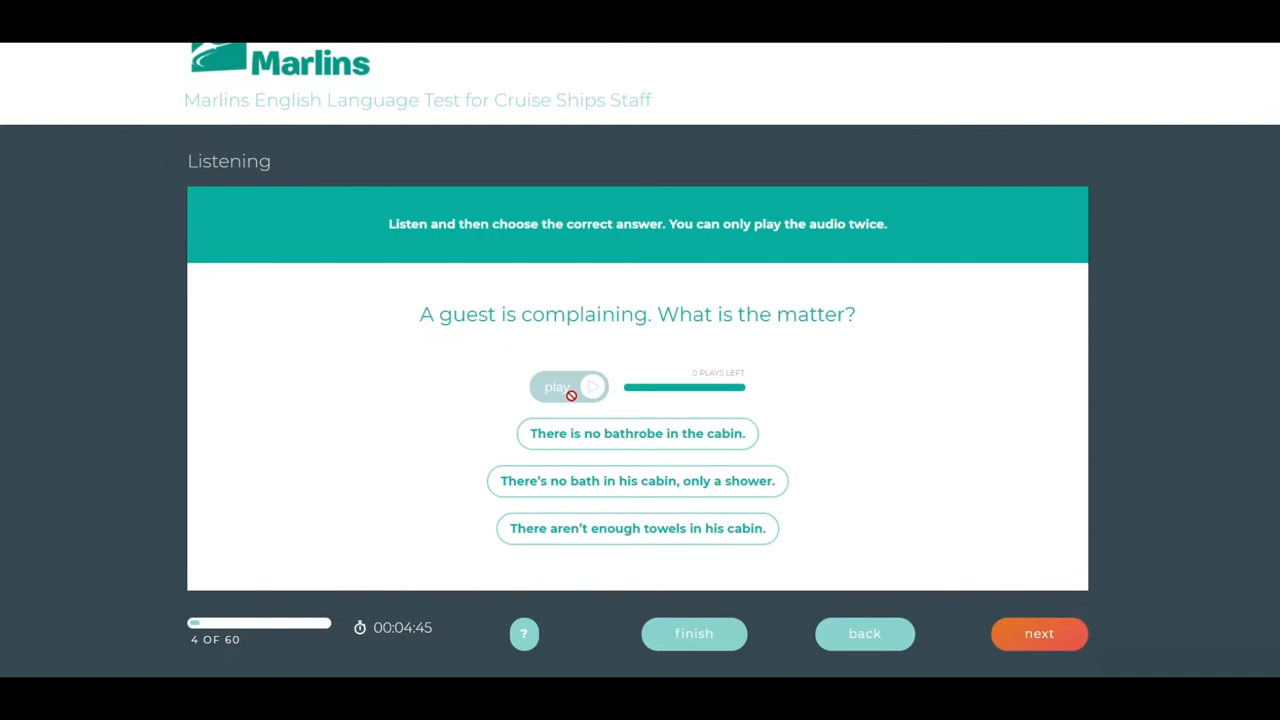 Marlins
Marlins English Language Test for Cruise Ships Staff
Listening
Listen and then choose the correct answer. You can only play the audio twice.
A guest is complaining. What is the matter?
0 PLAYS LEFT
play
There is no bathrobe in the cabin.
There's no bath in his cabin, only a shower.
There aren't enough towels in his cabin.
4 OF 60
00:04:45
?
finish
back
next